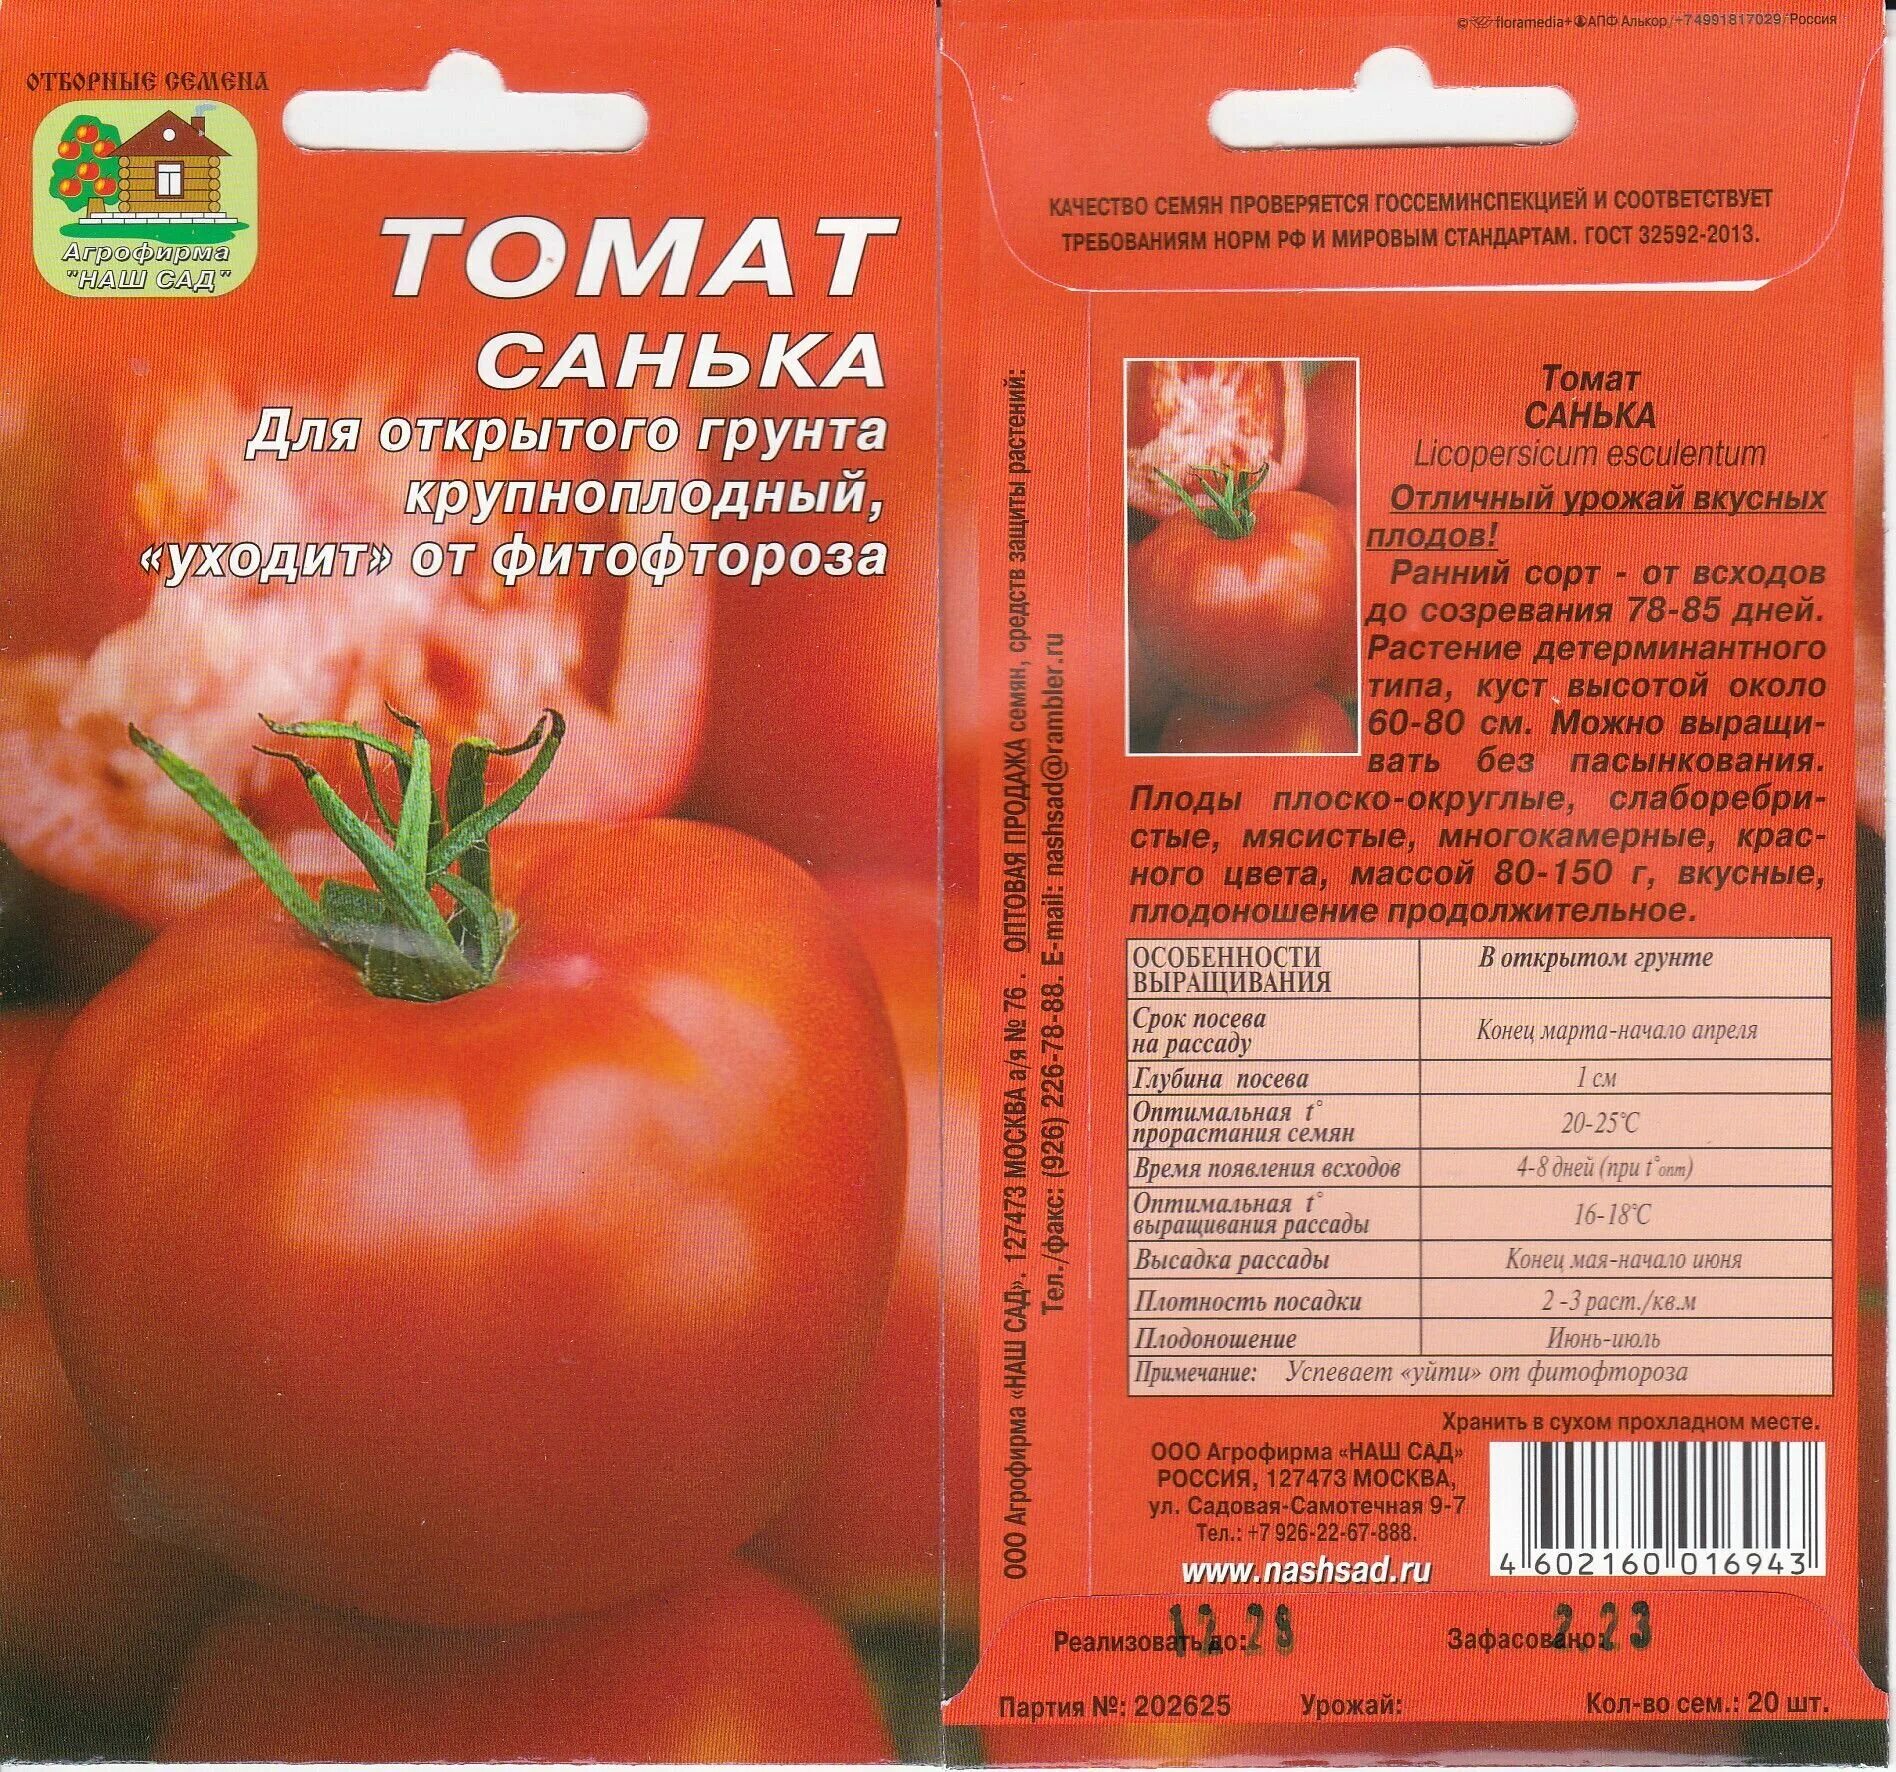 ОТБОРНЫЕ СЕМЕНА
Агрофирма
"НАШ САД"
ТОМАТ
САНЬКА
Для открытого грунта
крупноплодный,
«уходит» от фитофтороза
© floramedia+АПФ Алькор/+74991817029/Россия
КАЧЕСТВО СЕМЯН ПРОВЕРЯЕТСЯ ГОССЕМИНСПЕКЦИЕЙ И СООТВЕТСТВУЕТ
ТРЕБОВАНИЯМ НОРМ РФ И МИРОВЫМ СТАНДАРТАМ. ГОСТ 32592-2013.
ООО Агрофирма «НАШ САД». 127473 МОСКВА а/я № 76 . ОПТОВАЯ ПРОДАЖА семян, средств защиты растений:
Тел./факс: (926) 226-78-88. E-mail: nashsad@rambler.ru
Томат
САНЬКА
Licopersicum esculentum
Отличный урожай вкусных
плодов!
Ранний сорт - от всходов
до созревания 78-85 дней.
Растение детерминантного
типа, куст высотой около
60-80 см. Можно выращи-
вать без пасынкования.
Плоды плоско-округлые, слаборебри-
стые, мясистые, многокамерные, крас-
ного цвета, массой 80-150 г, вкусные,
плодоношение продолжительное.
ОСОБЕННОСТИ
ВЫРАЩИВАНИЯ
В открытом грунте
Срок посева
на рассаду
Конец марта-начало апреля
Глубина посева
1 см
Оптимальная t°
прорастания семян
20-25°С
Время появления всходов
4-8 дней (при t°опт)
Оптимальная t°
выращивания рассады
16-18°С
Высадка рассады
Конец мая-начало июня
Плотность посадки
2 -3 раст./кв.м
Плодоношение
Июнь-июль
Примечание: Успевает «уйти» от фитофтороза
Хранить в сухом прохладном месте.
ООО Агрофирма «НАШ САД»
РОССИЯ, 127473 МОСКВА,
ул. Садовая-Самотечная 9-7
Тел.: +7 926-22-67-888.
www.nashsad.ru
4 602160 016943
Реализовать до: 12
Зафасовано: 2.23
Партия №: 202625 Урожай: Кол-во сем.: 20 шт.